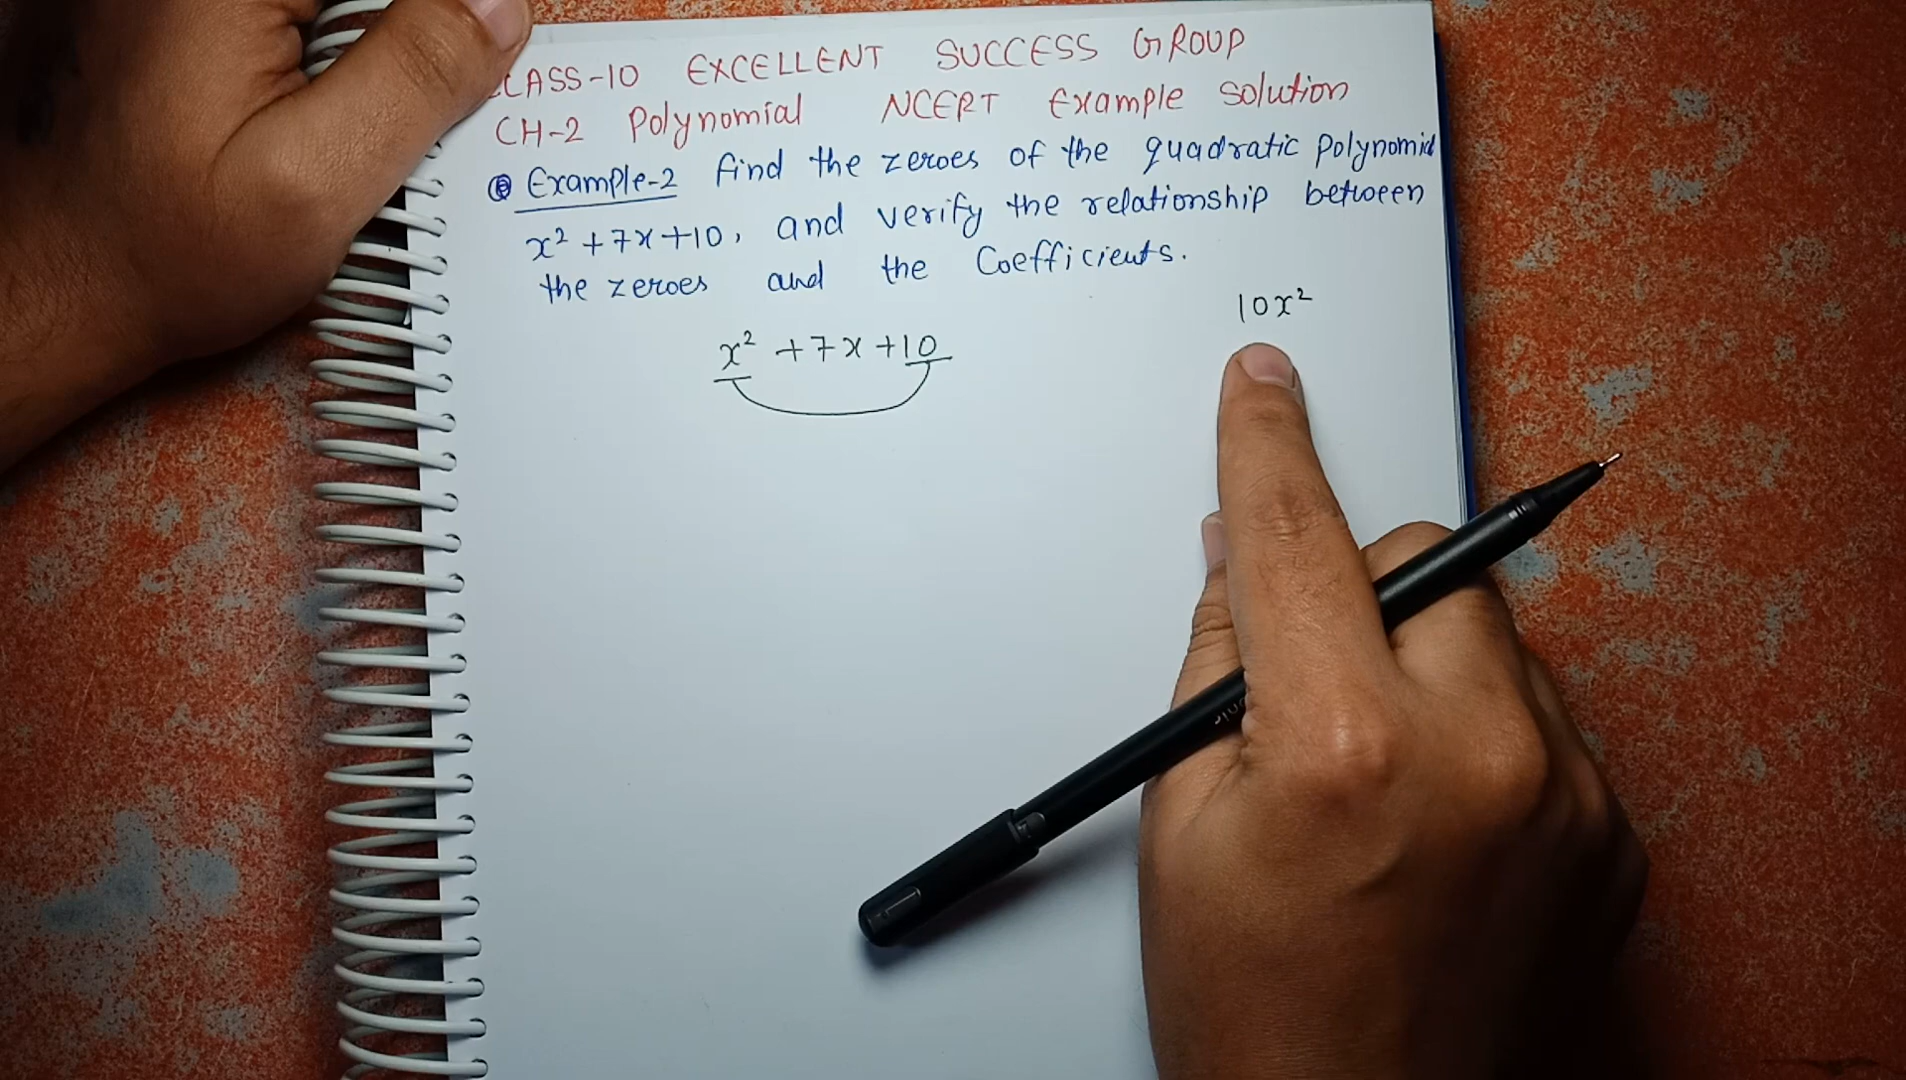 CLASS-10 EXCELLENT SUCCESS GROUP
CH-2 Polynomial NCERT Example solution
Example-2 find the zeroes of the quadratic polynomial
x² + 7x + 10, and verify the relationship between
the zeroes and the Coefficients.
10x²
x² + 7x + 10